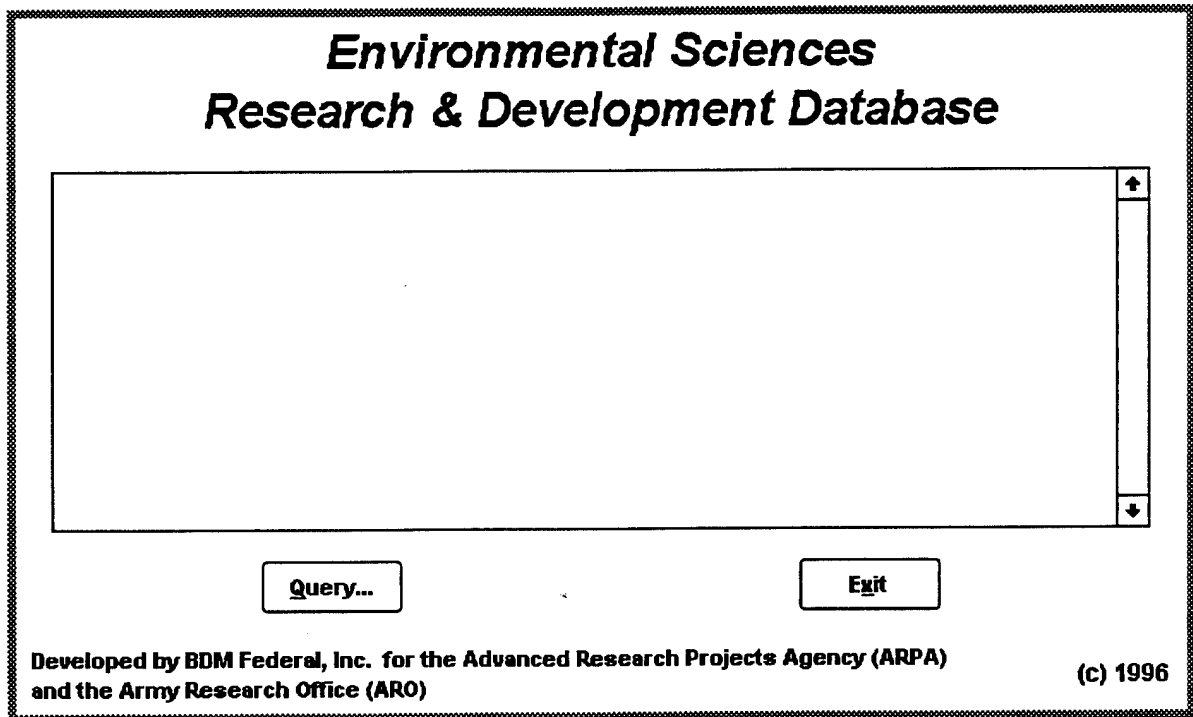 Environmental Sciences
Research & Development Database
Query...
Exit
Developed by BDM Federal, Inc. for the Advanced Research Projects Agency (ARPA)
and the Army Research Office (ARO)
(c) 1996